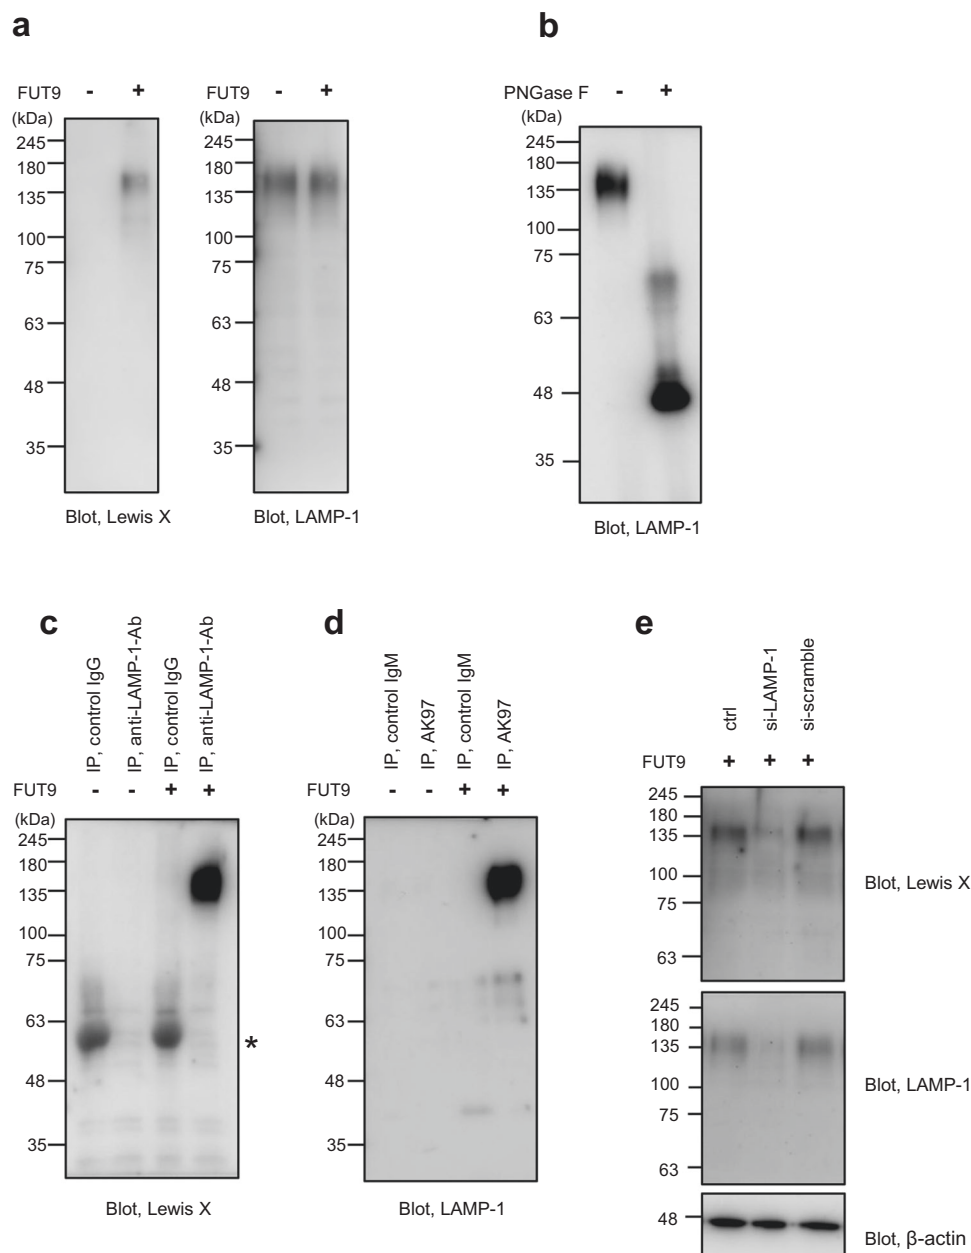 a
FUT9 - +
(kDa)
245
180
135
100
75
63
48
35
Blot, Lewis X
FUT9 - +
(kDa)
245
180
135
100
75
63
48
35
Blot, LAMP-1
b
PNGase F - +
(kDa)
245
180
135
100
75
63
48
35
Blot, LAMP-1
c
IP, control IgG
IP, anti-LAMP-1-Ab
IP, control IgG
IP, anti-LAMP-1-Ab
FUT9 - - + +
(kDa)
245
180
135
100
75
63
*
48
35
Blot, Lewis X
d
IP, control IgM
IP, AK97
IP, control IgM
IP, AK97
FUT9 - - + +
(kDa)
245
180
135
100
75
63
48
35
Blot, LAMP-1
e
ctrl
si-LAMP-1
si-scramble
FUT9 + + +
245
180
135
100
75
63
Blot, Lewis X
245
180
135
100
75
63
Blot, LAMP-1
48
Blot, β-actin